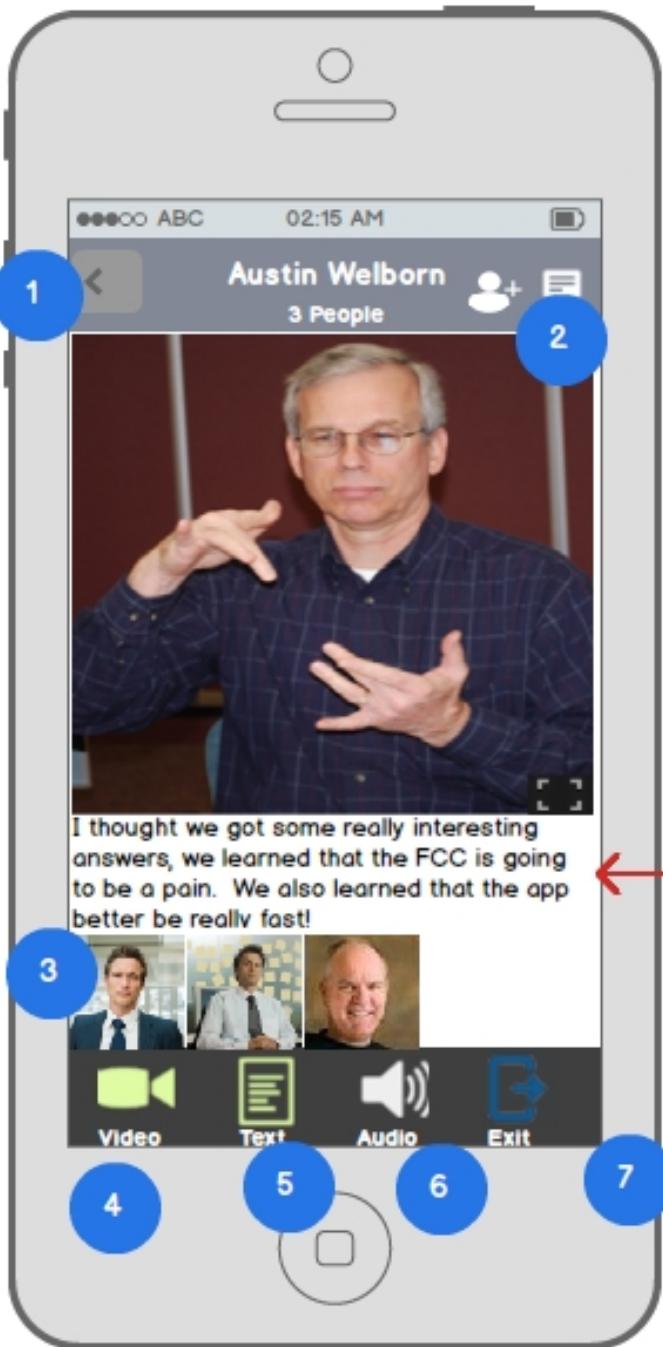 ABC 02:15 AM
1
Austin Welborn
3 People
2
I thought we got some really interesting
answers, we learned that the FCC is going
to be a pain. We also learned that the app
better be really fast!
3
Video Text Audio Exit
4 5 6 7